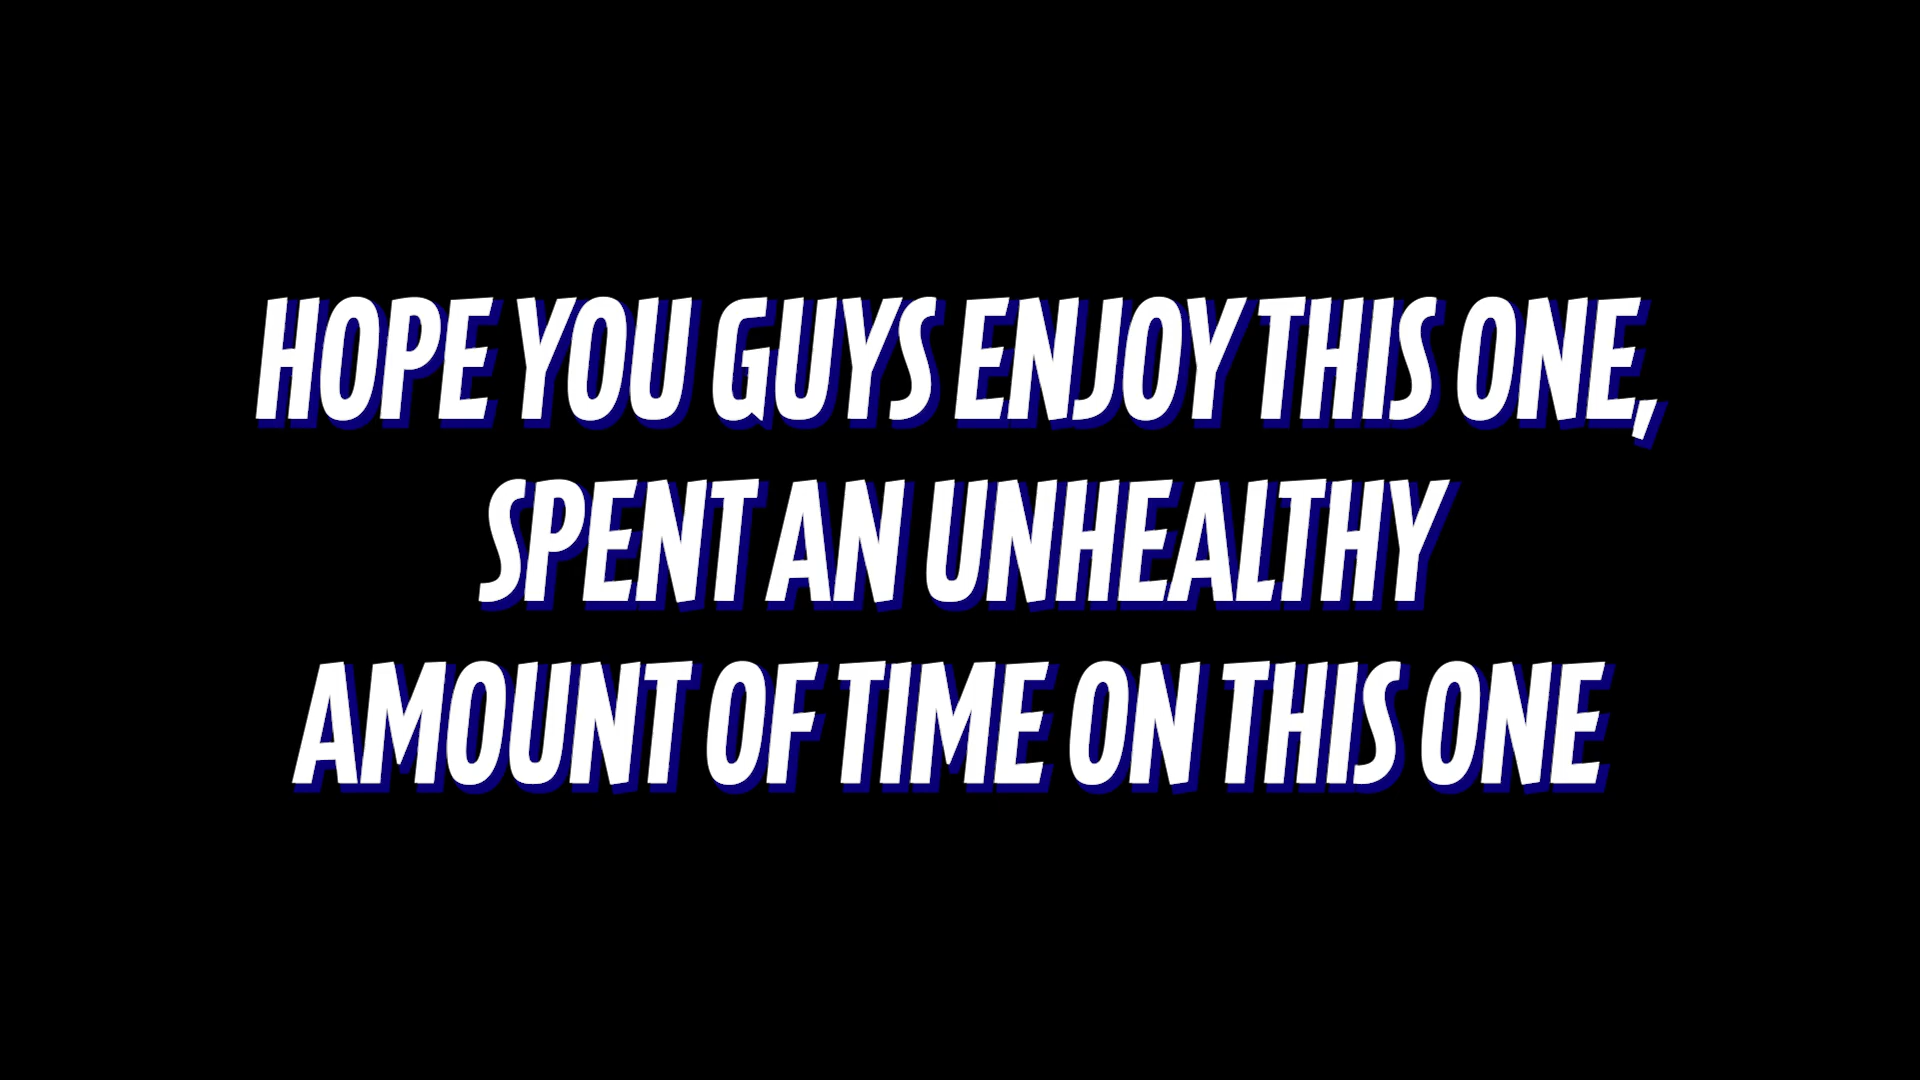 HOPE YOU GUYS ENJOY THIS ONE,
SPENT AN UNHEALTHY
AMOUNT OF TIME ON THIS ONE